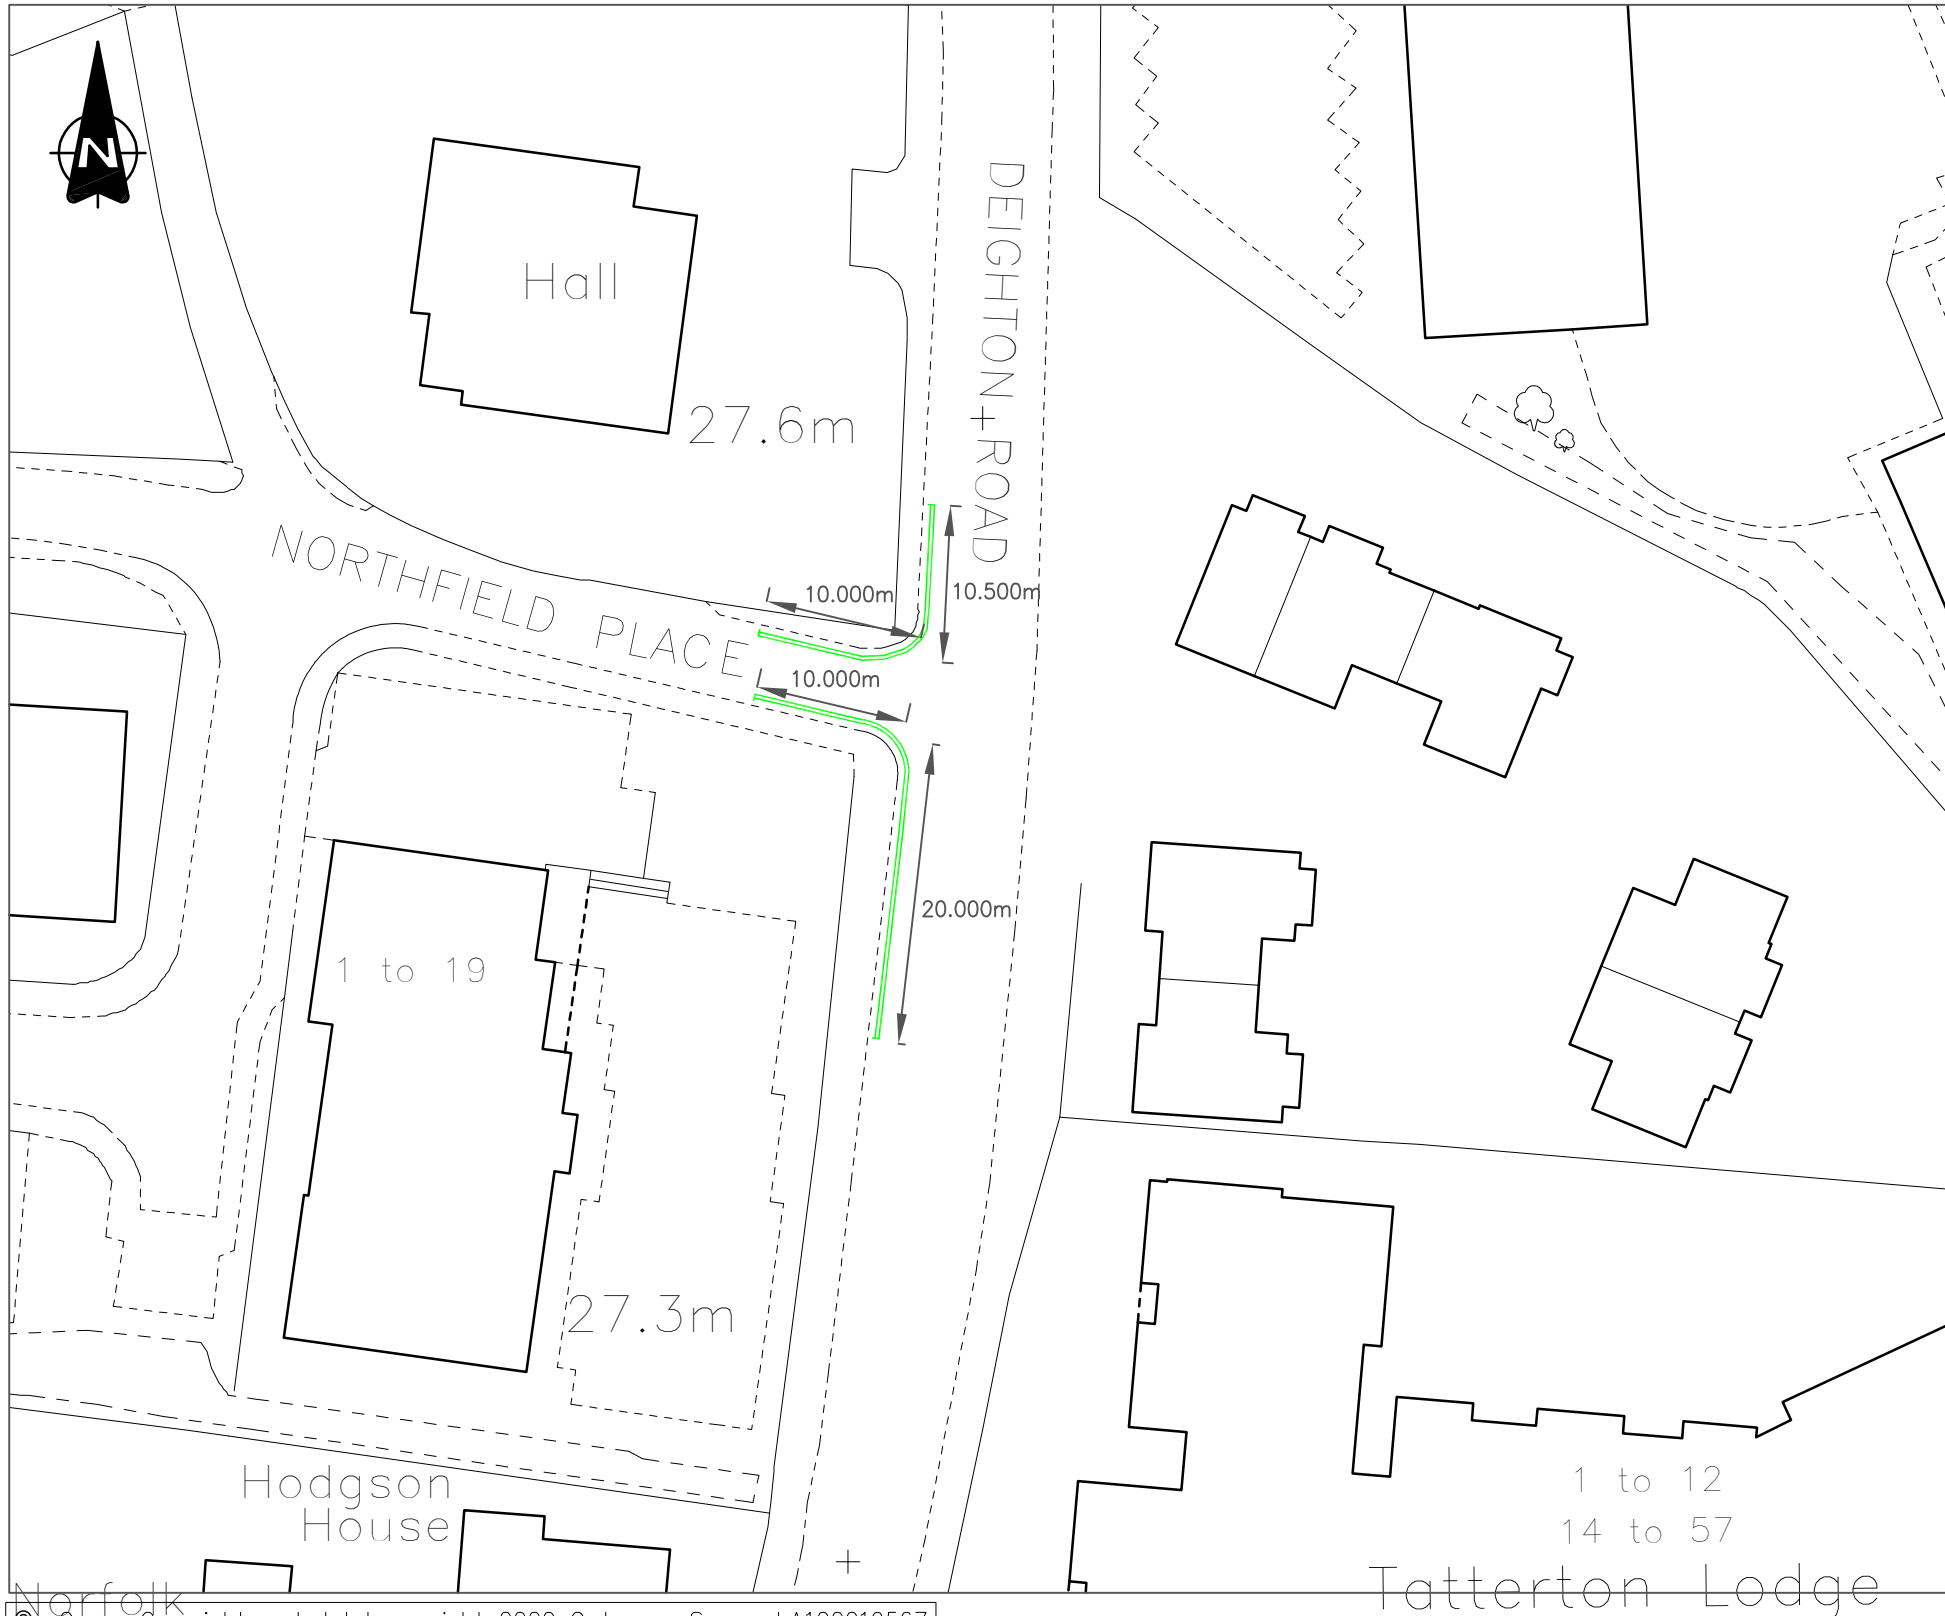 N
Hall
DEIGHTON ROAD
27.6m
NORTHFIELD PLACE
10.000m
10.500m
10.000m
20.000m
1 to 19
27.3m
Hodgson
House
1 to 12
14 to 57
Tatterton Lodge
Norfolk